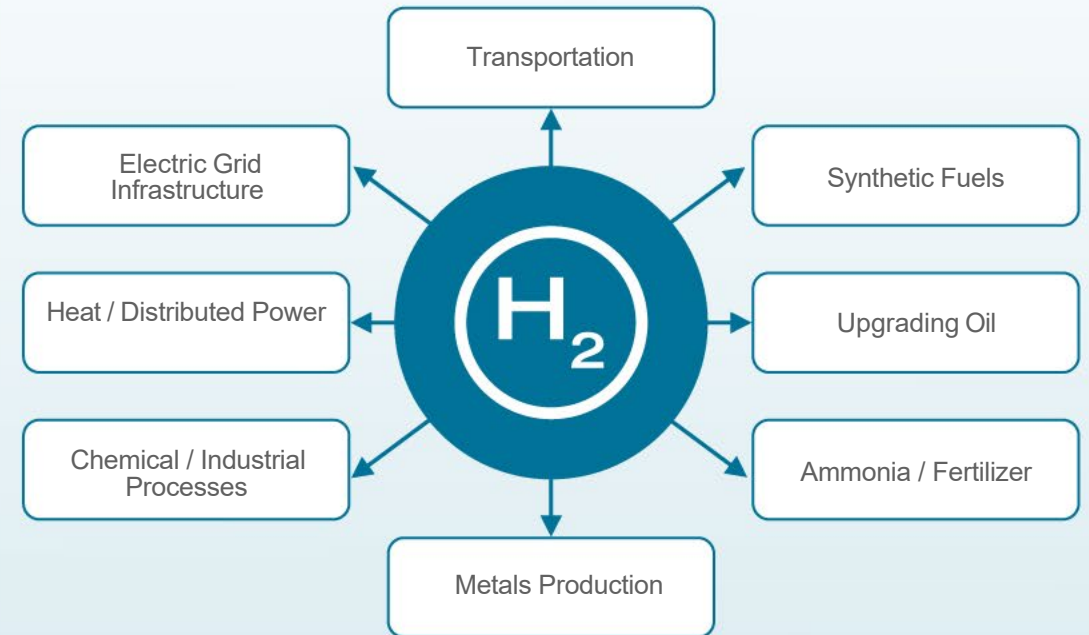 Transportation
Electric Grid
Infrastructure
Synthetic Fuels
Heat / Distributed Power
H2
Upgrading Oil
Chemical / Industrial
Processes
Ammonia / Fertilizer
Metals Production